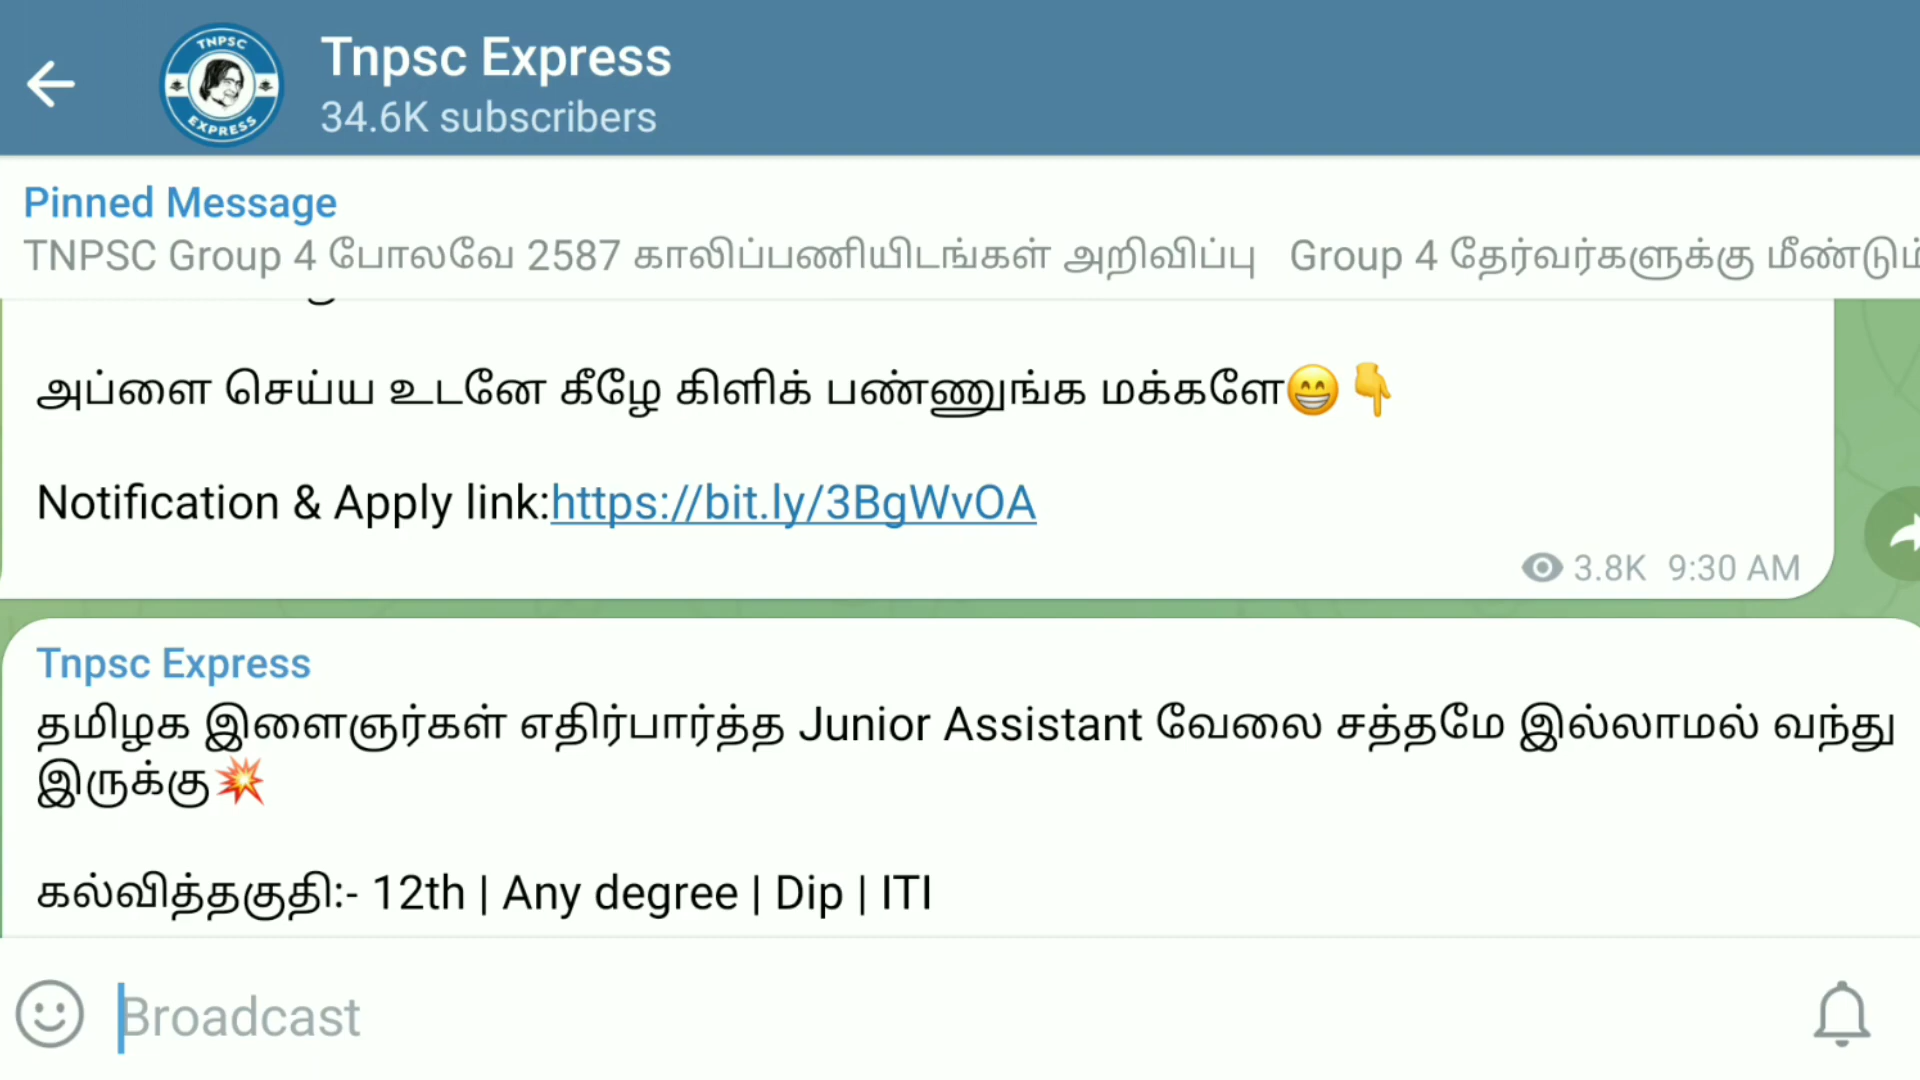 TNPSC
EXPRESS
Tnpsc Express
34.6K subscribers
Pinned Message
TNPSC Group 4 போலவே 2587 காலிப்பணியிடங்கள் அறிவிப்பு Group 4 தேர்வர்களுக்கு மீண்டும்
அப்ளை செய்ய உடனே கீழே கிளிக் பண்ணுங்க மக்களே😁👇
Notification & Apply link:https://bit.ly/3BgWvOA
3.8K 9:30 AM
Tnpsc Express
தமிழக இளைஞர்கள் எதிர்பார்த்த Junior Assistant வேலை சத்தமே இல்லாமல் வந்து
இருக்கு💥
கல்வித்தகுதி:- 12th | Any degree | Dip | ITI
Broadcast